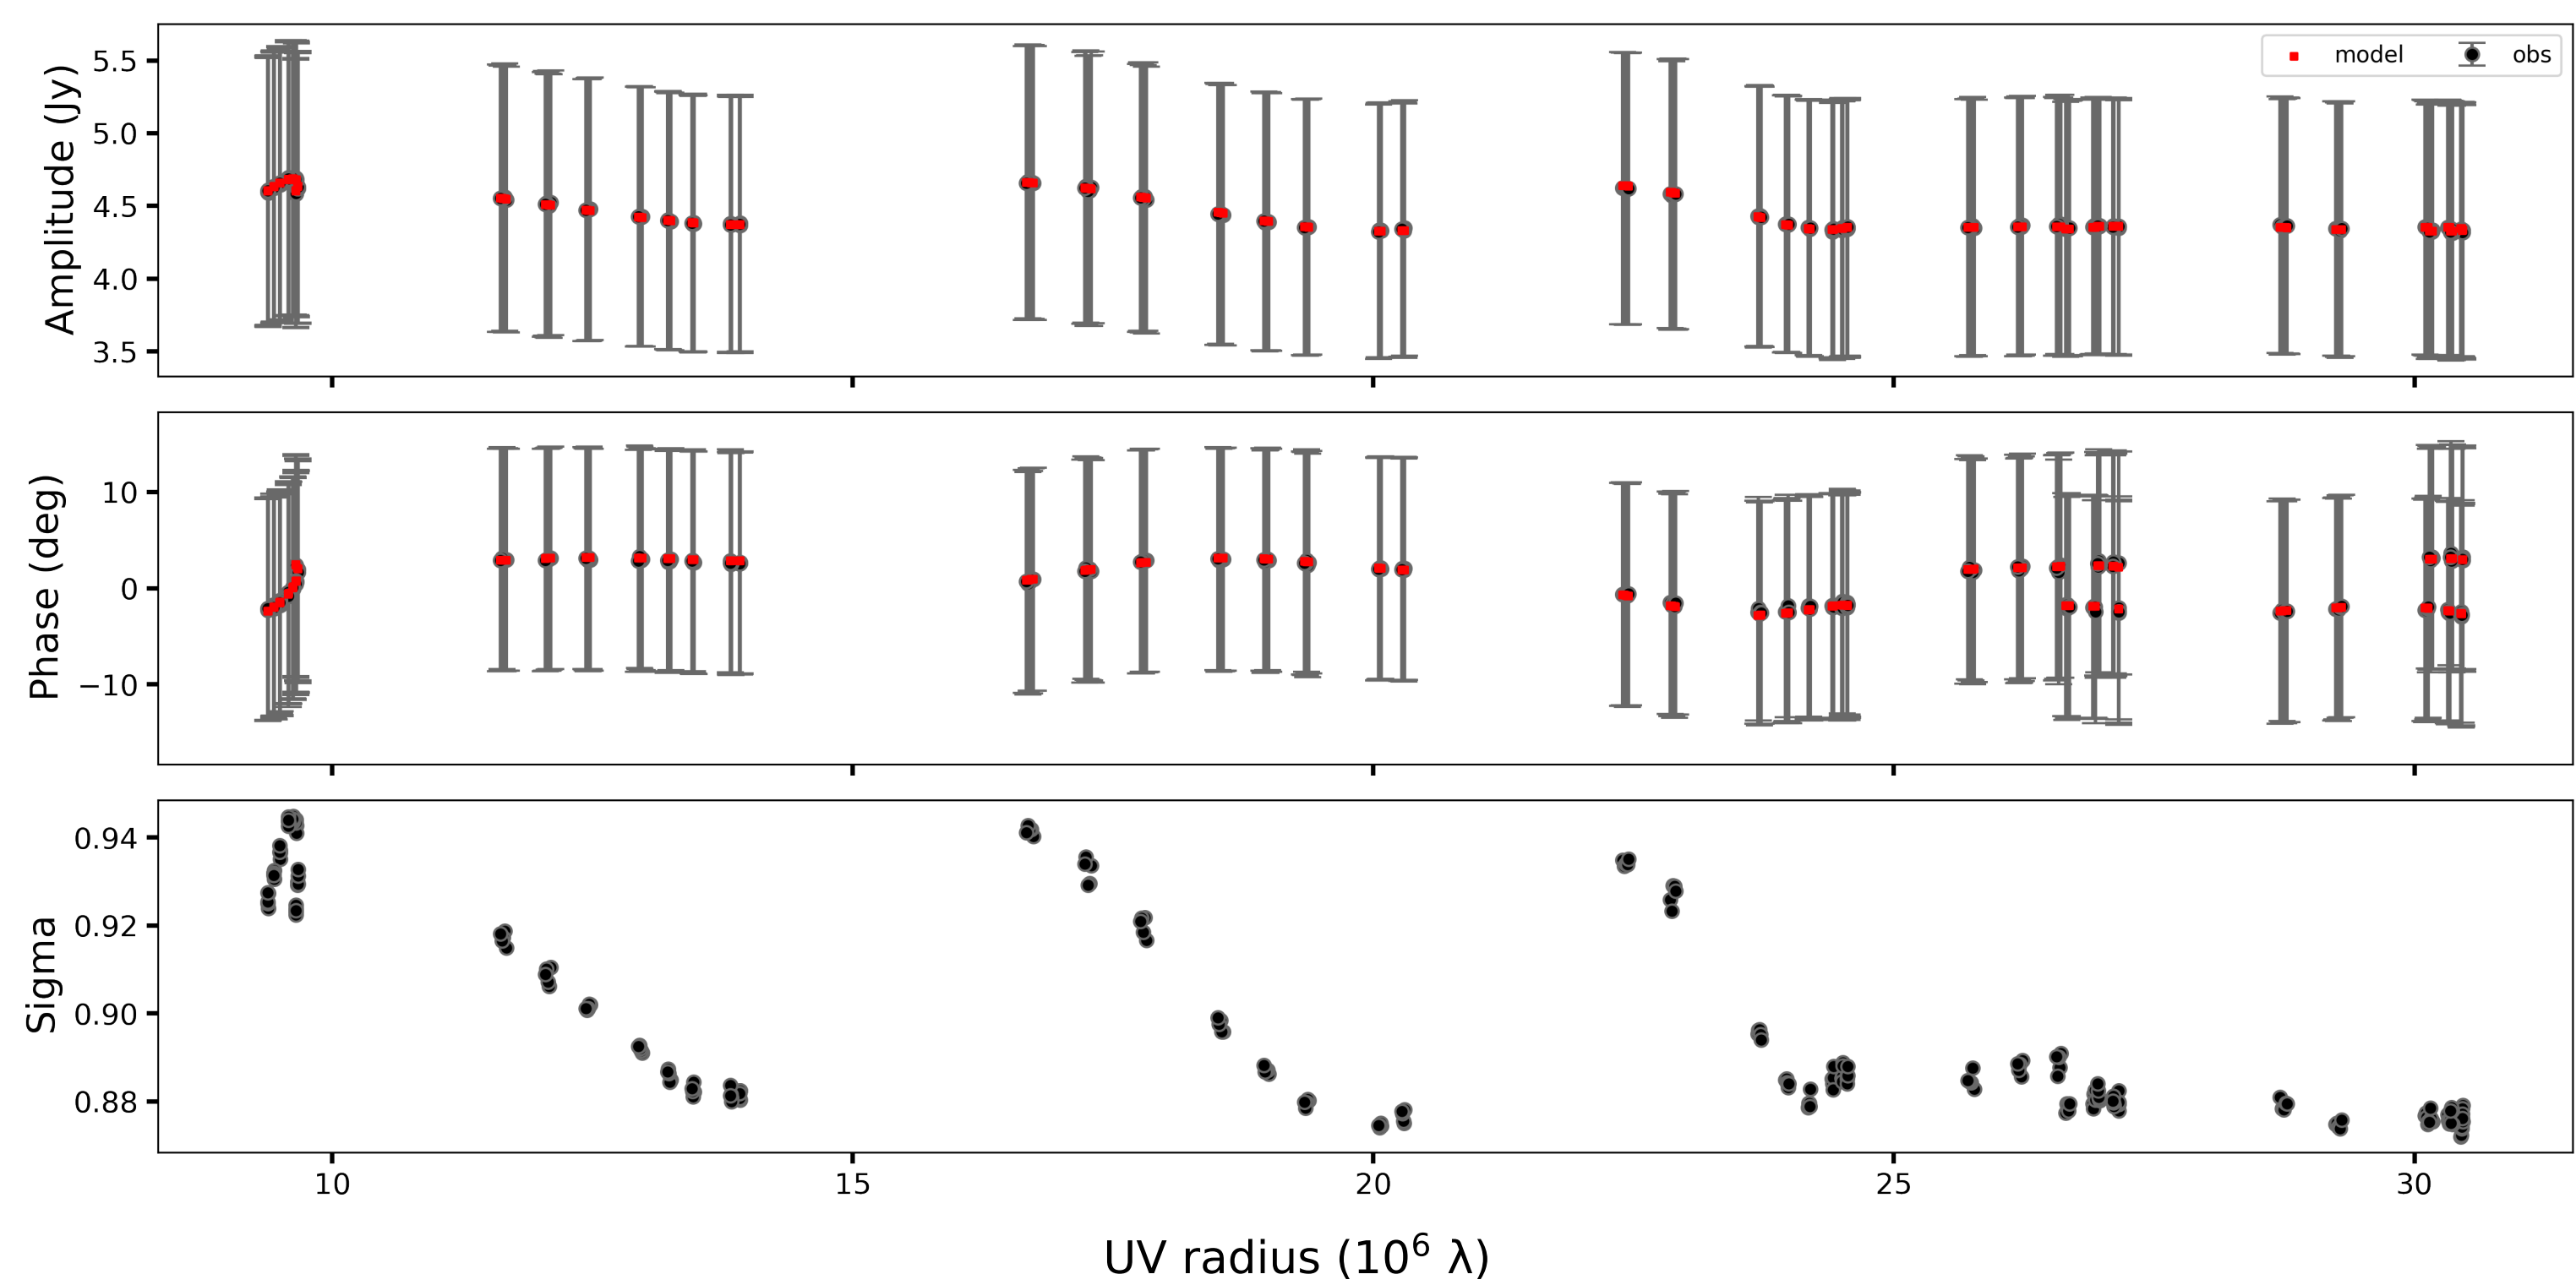 Amplitude (Jy)
5.5
5.0
4.5
4.0
3.5
model
obs
Phase (deg)
10
0
−10
Sigma
0.94
0.92
0.90
0.88
10 15 20 25 30
UV radius (10⁶ λ)